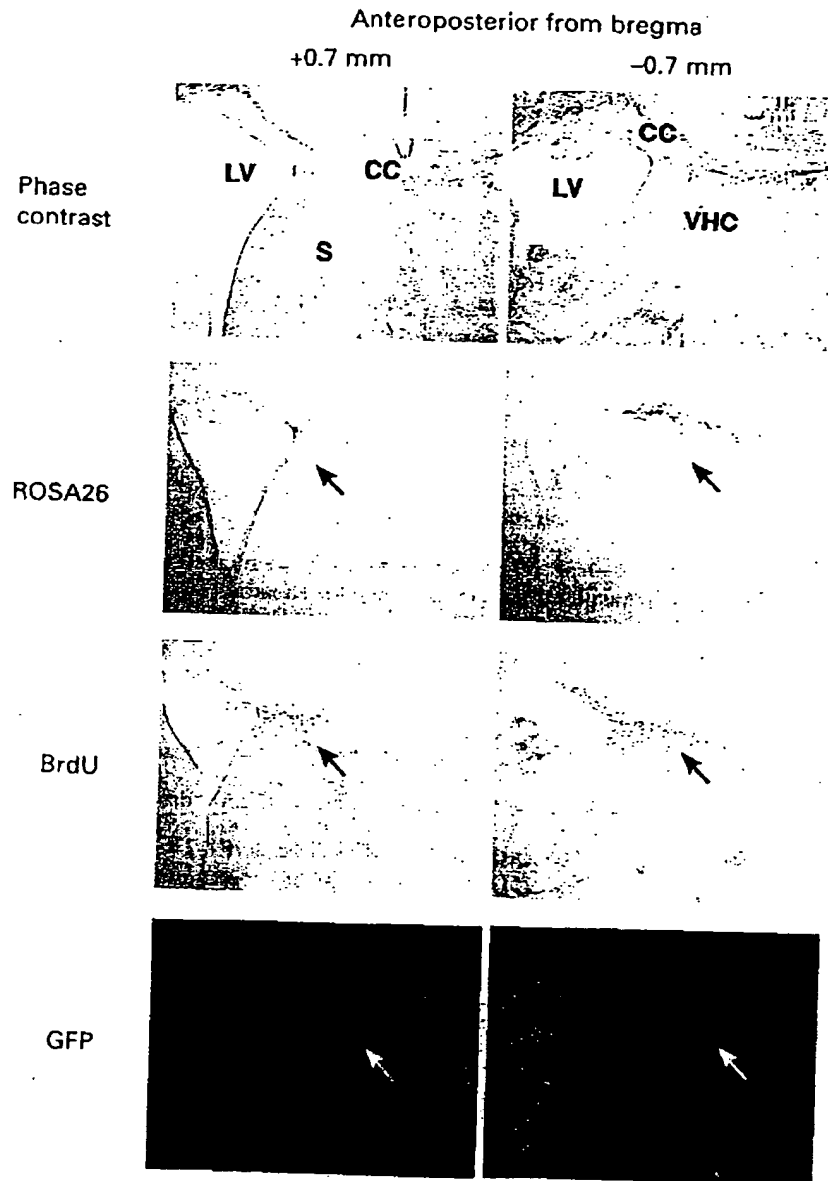 Anteroposterior from bregma
+0.7 mm
−0.7 mm
Phase contrast
LV
CC
S
CC
LV
VHC
ROSA26
BrdU
GFP